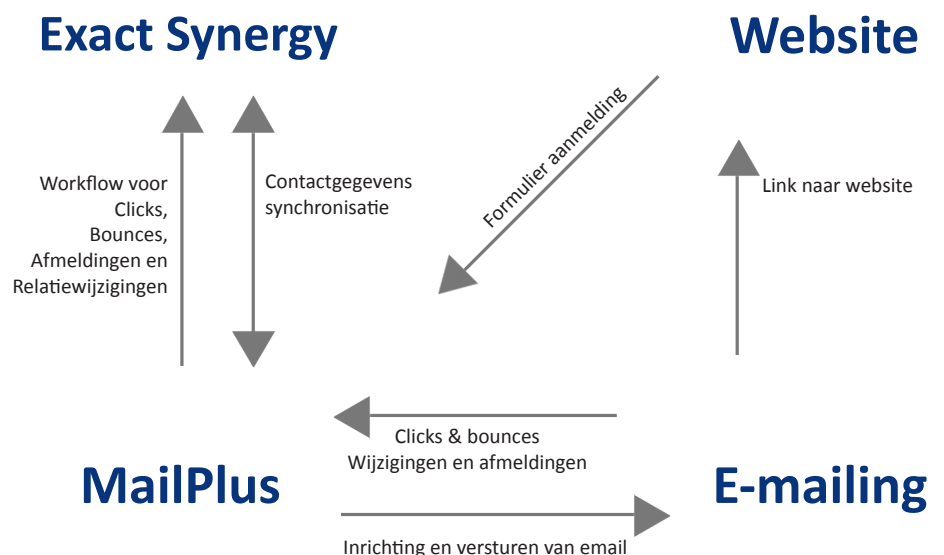 Exact Synergy
Website
Workflow voor
Clicks,
Bounces,
Afmeldingen en
Relatiewijzigingen
Contactgegevens
synchronisatie
Formulier aanmelding
Link naar website
Clicks & bounces
Wijzigingen en afmeldingen
MailPlus
E-mailing
Inrichting en versturen van email